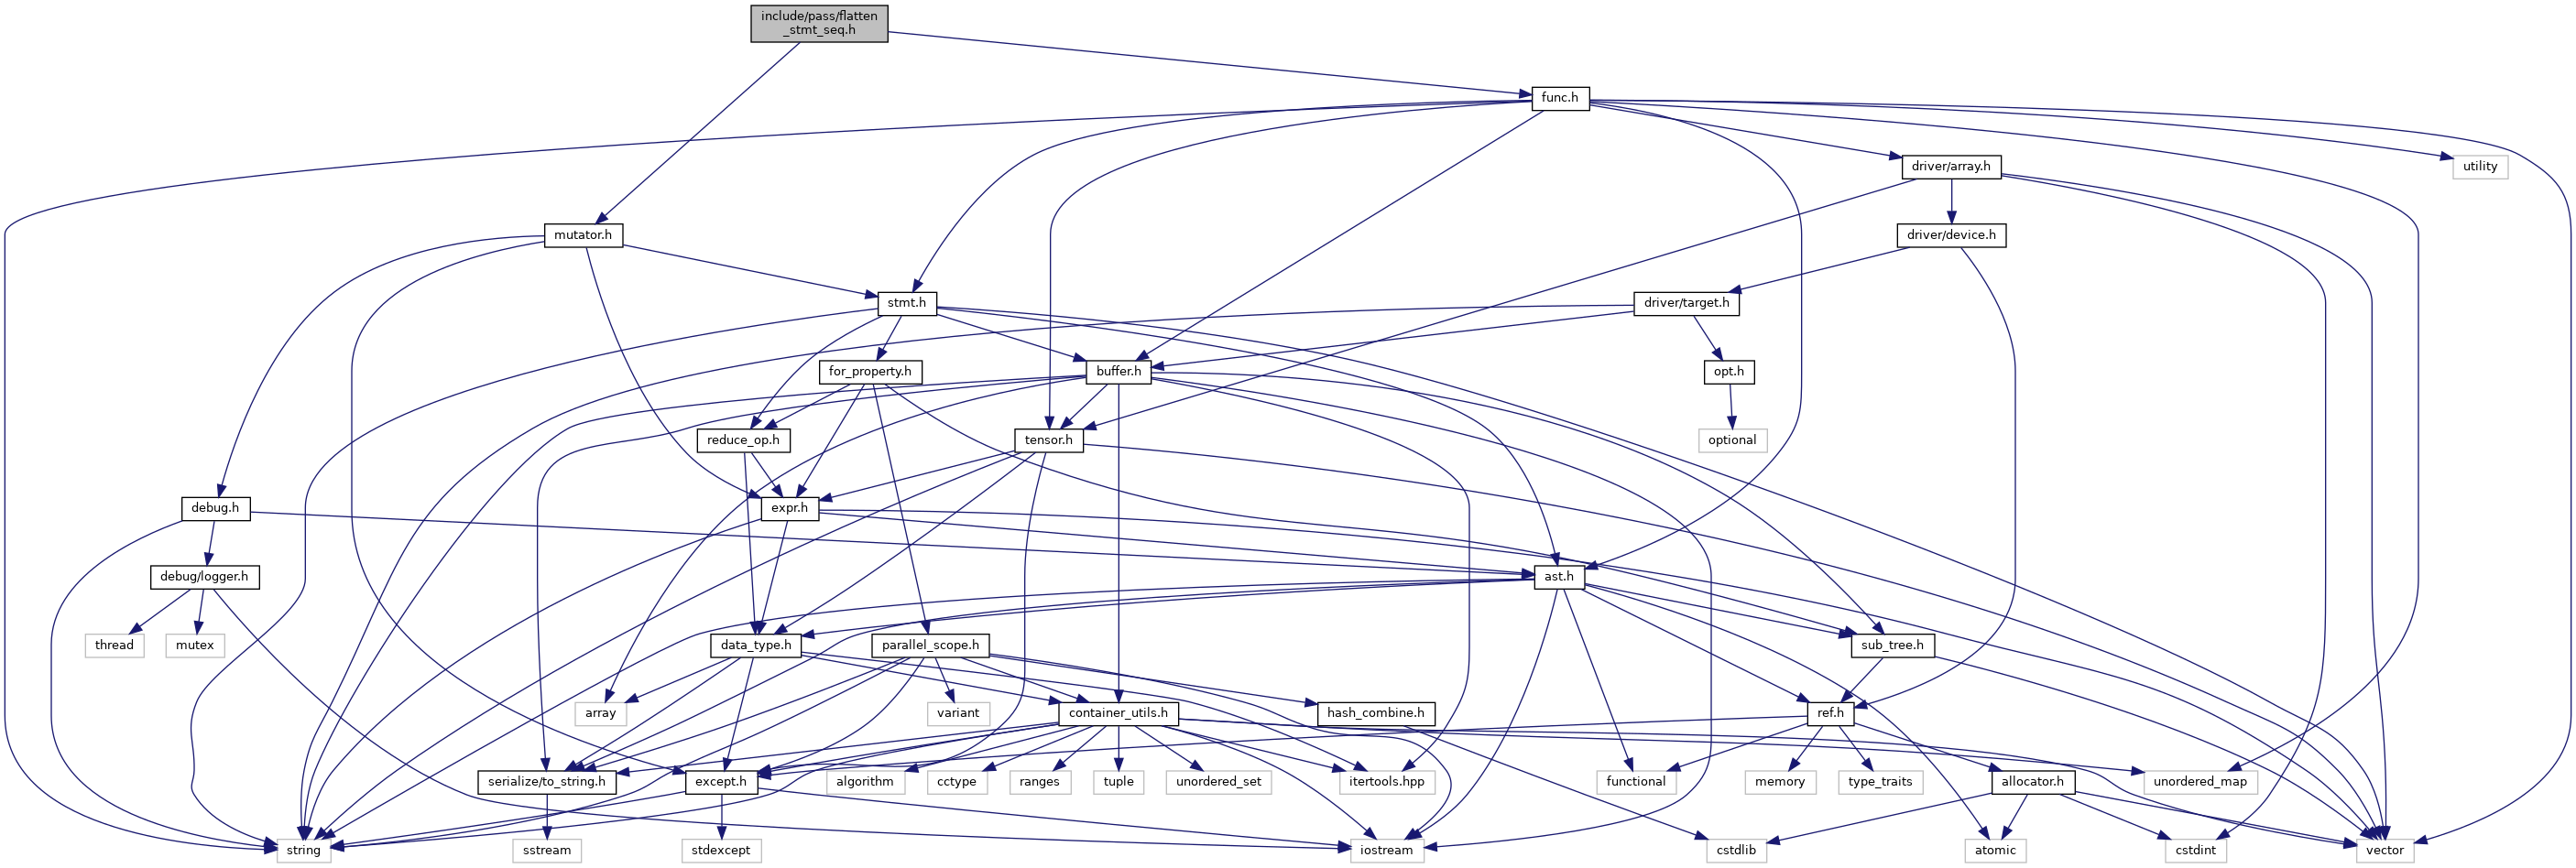 include/pass/flatten
_stmt_seq.h
func.h
driver/array.h
utility
mutator.h
driver/device.h
stmt.h
driver/target.h
for_property.h
buffer.h
opt.h
reduce_op.h
tensor.h
optional
debug.h
expr.h
debug/logger.h
ast.h
thread
mutex
data_type.h
parallel_scope.h
sub_tree.h
array
variant
container_utils.h
hash_combine.h
ref.h
serialize/to_string.h
except.h
algorithm
cctype
ranges
tuple
unordered_set
itertools.hpp
functional
memory
type_traits
allocator.h
unordered_map
string
sstream
stdexcept
iostream
cstdlib
atomic
cstdint
vector